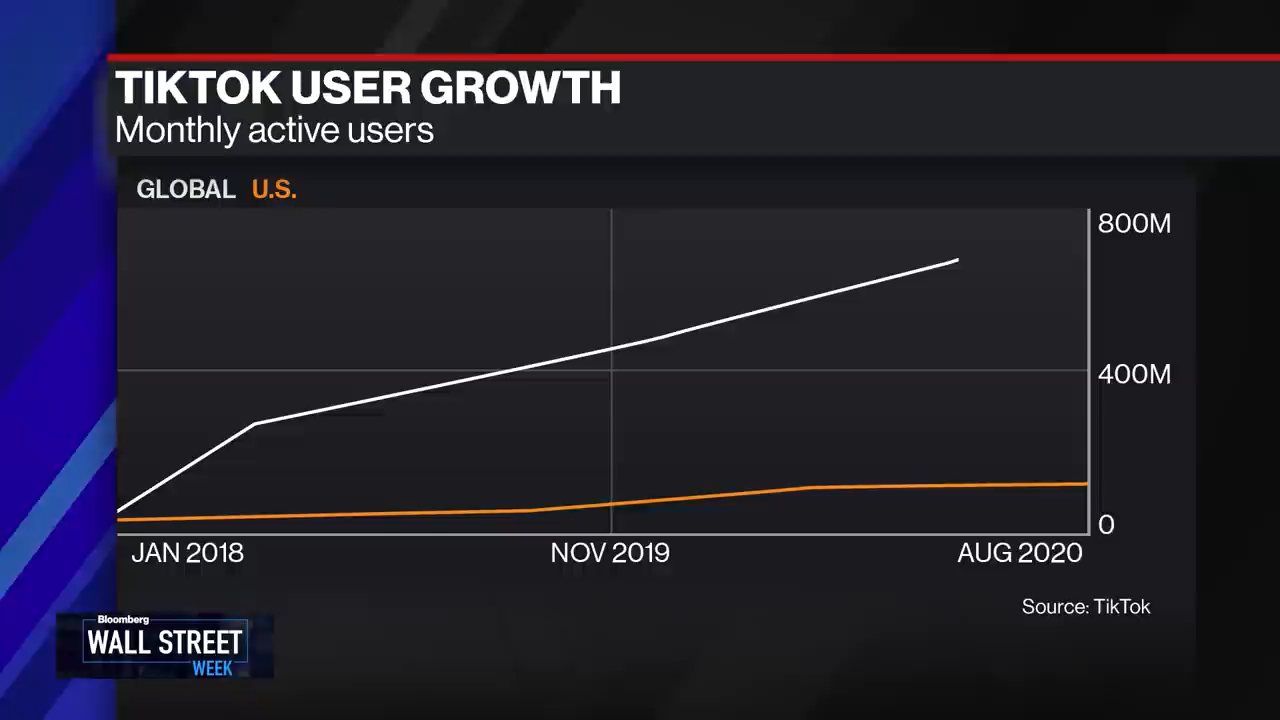 TIKTOK USER GROWTH
Monthly active users
GLOBAL U.S.
800M
400M
0
JAN 2018 NOV 2019 AUG 2020
Source: TikTok
Bloomberg
WALL STREET
WEEK